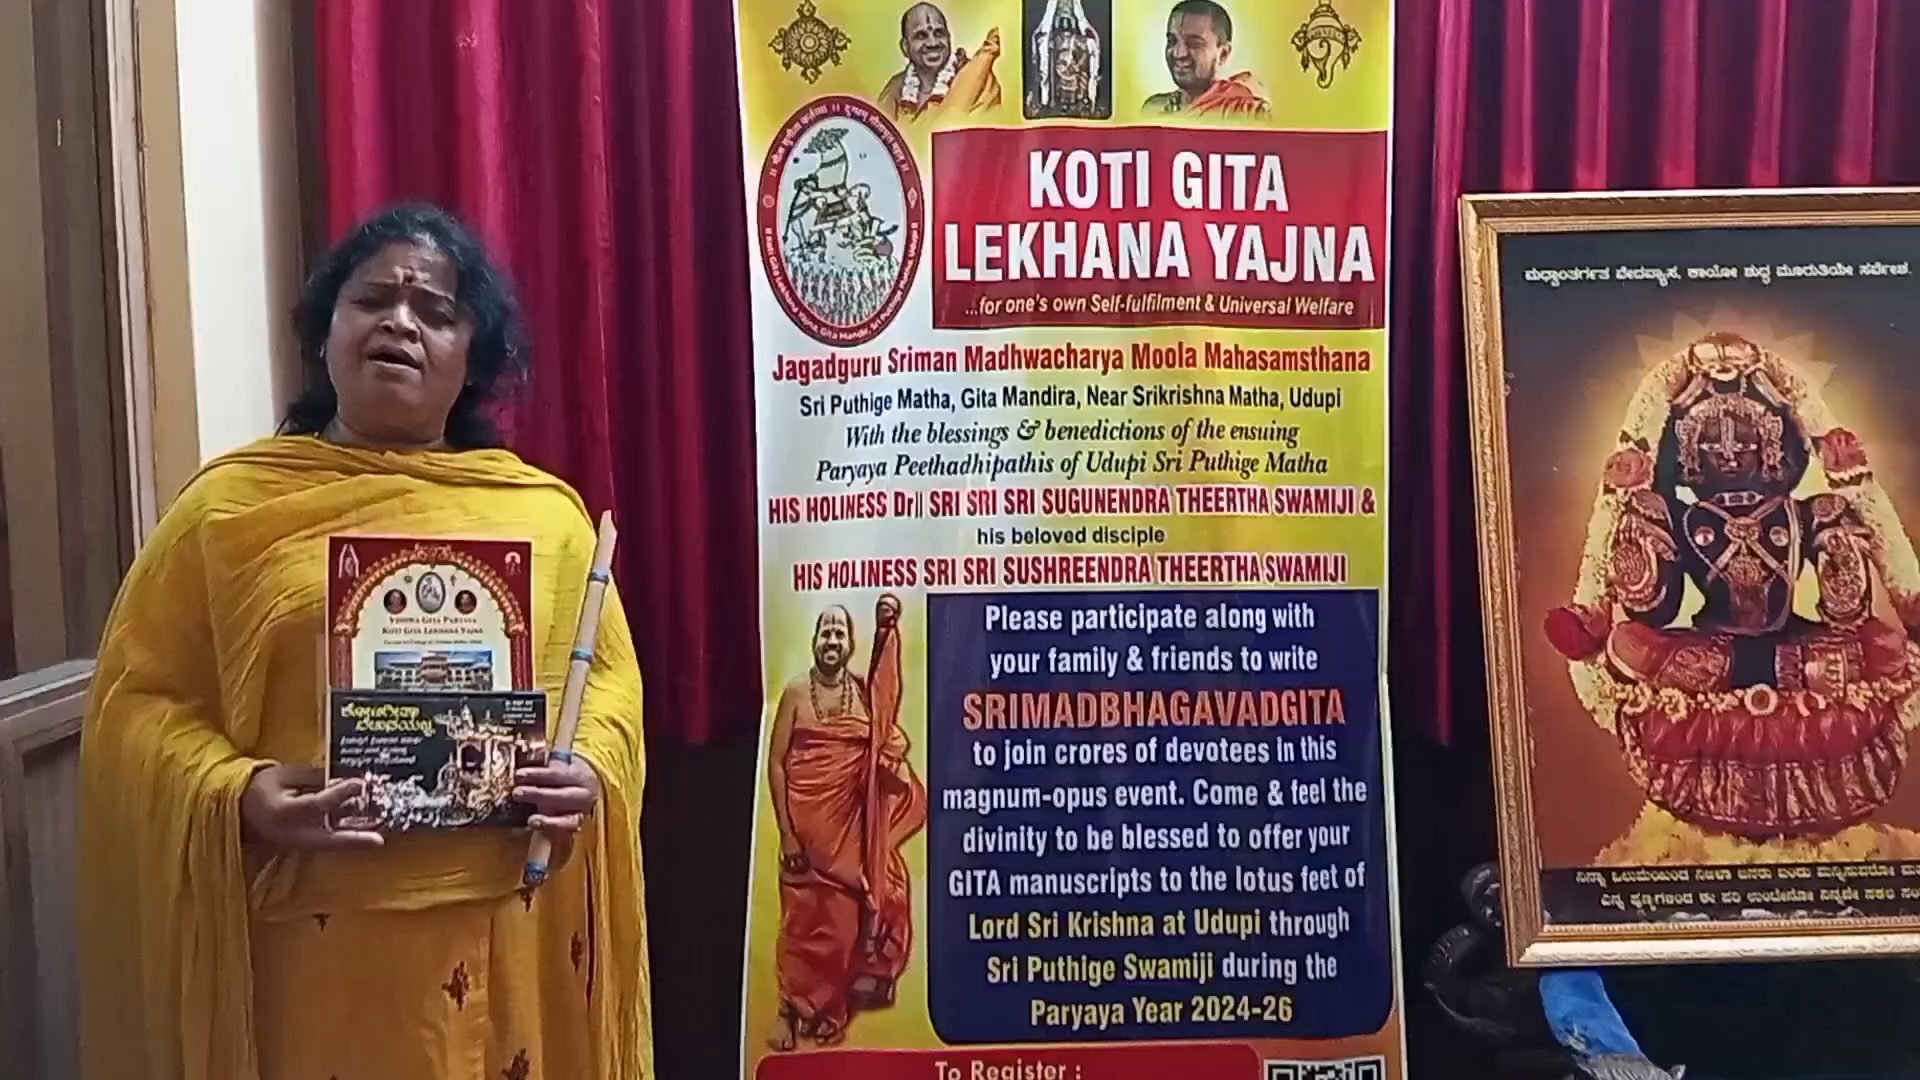 KOTI GITA
LEKHANA YAJNA
...for one's own Self-fulfilment & Universal Welfare
Jagadguru Sriman Madhwacharya Moola Mahasamsthana
Sri Puthige Matha, Gita Mandira, Near Srikrishna Matha, Udupi
With the blessings & benedictions of the ensuing
Paryaya Peethadhipathis of Udupi Sri Puthige Matha
HIS HOLINESS Dr|| SRI SRI SRI SUGUNENDRA THEERTHA SWAMIJI &
his beloved disciple
HIS HOLINESS SRI SRI SUSHREENDRA THEERTHA SWAMIJI
Please participate along with
your family & friends to write
SRIMADBHAGAVADGITA
to join crores of devotees in this
magnum-opus event. Come & feel the
divinity to be blessed to offer your
GITA manuscripts to the lotus feet of
Lord Sri Krishna at Udupi through
Sri Puthige Swamiji during the
Paryaya Year 2024-26
To Register :
VISHWA GITA PARYAYA
KOTI GITA LEKHANA YAJNA
ಕೋಟಿಗೀತಾ
ಲೇಖನಯಜ್ಞ
ಮಧ್ವಾಂತರ್ಗತ ವೇದವ್ಯಾಸ, ಕಾಯೋ ಶುದ್ಧ ಮೂರುತಿಯೇ ಸರ್ವೇಶ.